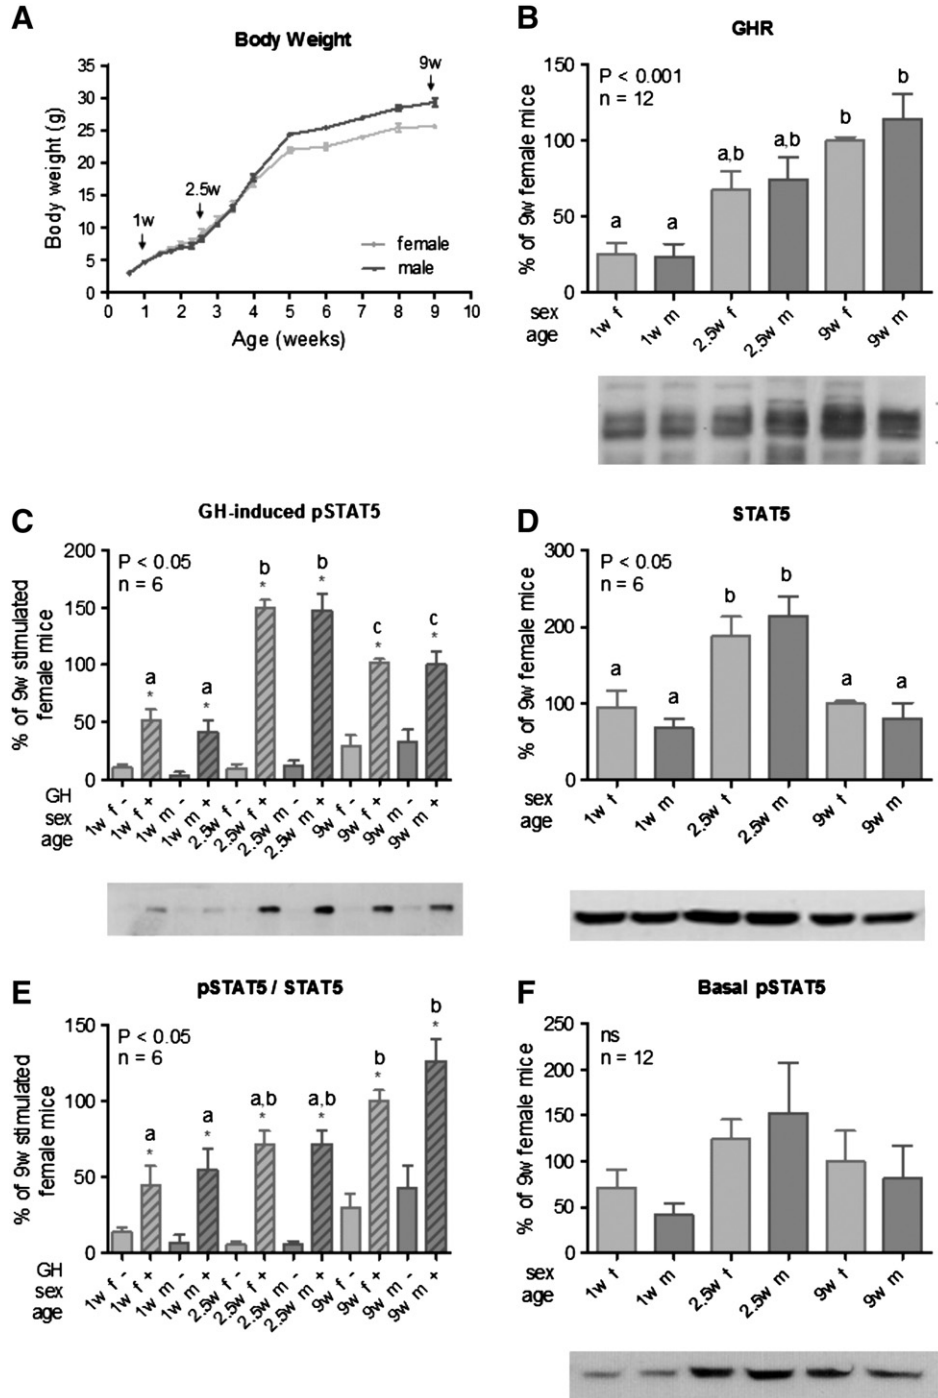 A
Body Weight
Body weight (g)
35
30
25
20
15
10
5
0
1w
2.5w
9w
female
male
0 1 2 3 4 5 6 7 8 9 10
Age (weeks)
B
GHR
% of 9w female mice
150
100
50
0
P < 0.001
n = 12
a
a
a,b
a,b
b
b
sex
age
1w f
1w m
2.5w f
2.5w m
9w f
9w m
C
GH-induced pSTAT5
% of 9w stimulated
female mice
200
150
100
50
0
P < 0.05
n = 6
a
*
a
*
b
*
b
*
c
*
c
*
GH
sex
age
1w f -
1w f +
1w m -
1w m +
2.5w f -
2.5w f +
2.5w m -
2.5w m +
9w f -
9w f +
9w m -
9w m +
D
STAT5
% of 9w female mice
300
200
100
0
P < 0.05
n = 6
a
a
b
b
a
a
sex
age
1w f
1w m
2.5w f
2.5w m
9w f
9w m
E
pSTAT5 / STAT5
% of 9w stimulated
female mice
150
100
50
0
P < 0.05
n = 6
a
*
a
*
a,b
*
a,b
*
b
*
b
*
GH
sex
age
1w f -
1w f +
1w m -
1w m +
2.5w f -
2.5w f +
2.5w m -
2.5w m +
9w f -
9w f +
9w m -
9w m +
F
Basal pSTAT5
% of 9w female mice
250
200
150
100
50
0
ns
n = 12
sex
age
1w f
1w m
2.5w f
2.5w m
9w f
9w m